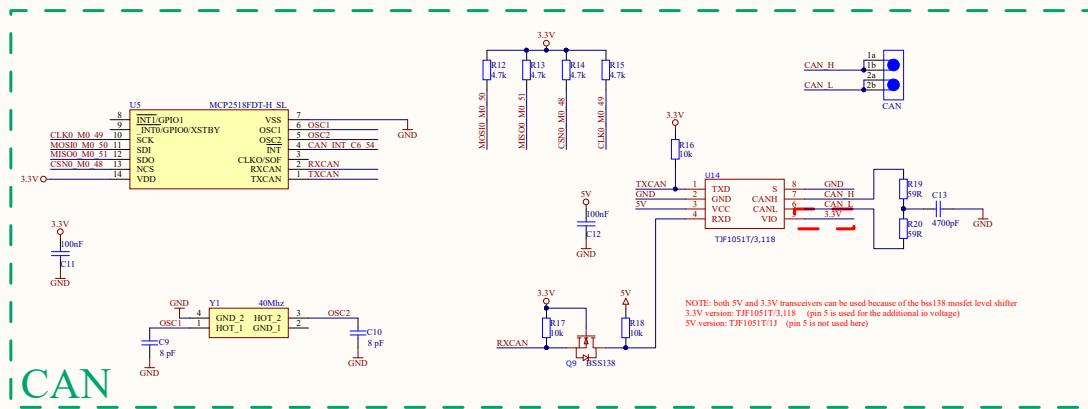 U5
MCP2518FDT-H_SL
8
INT1/GPIO1
VSS
7
9
_INT0/GPIO0/XSTBY
OSC1
6
OSC1
CLK0_M0_49
10
SCK
OSC2
5
OSC2
MOSI0_M0_50
11
SDI
INT
4
CAN_INT_C6_54
MISO0_M0_51
12
SDO
CLKO/SOF
3
CSN0_M0_48
13
NCS
RXCAN
2
RXCAN
3.3V
14
VDD
TXCAN
1
TXCAN
GND
3.3V
R12
4.7k
R13
4.7k
R14
4.7k
R15
4.7k
MOSI0_M0_50
MISO0_M0_51
CSN0_M0_48
CLK0_M0_49
CAN_H
CAN_L
1a
1b
2a
2b
CAN
3.3V
R16
10k
U14
TXCAN
1
TXD
S
8
GND
GND
2
GND
CANH
7
CAN_H
5V
3
VCC
CANL
6
CAN_L
4
RXD
VIO
5
3.3V
TJF1051T/3,118
R19
59R
R20
59R
C13
4700pF
GND
3.3V
100nF
C11
GND
5V
100nF
C12
GND
Y1
40Mhz
GND
4
GND_2
HOT_2
3
OSC2
OSC1
1
HOT_1
GND_1
2
C9
8 pF
GND
C10
8 pF
GND
3.3V
R17
10k
5V
R18
10k
RXCAN
Q9
BSS138
NOTE: both 5V and 3.3V transceivers can be used because of the bss138 mosfet level shifter
3.3V version: TJF1051T/3,118 (pin 5 is used for the additional io voltage)
5V version: TJF1051T/1J (pin 5 is not used here)
CAN